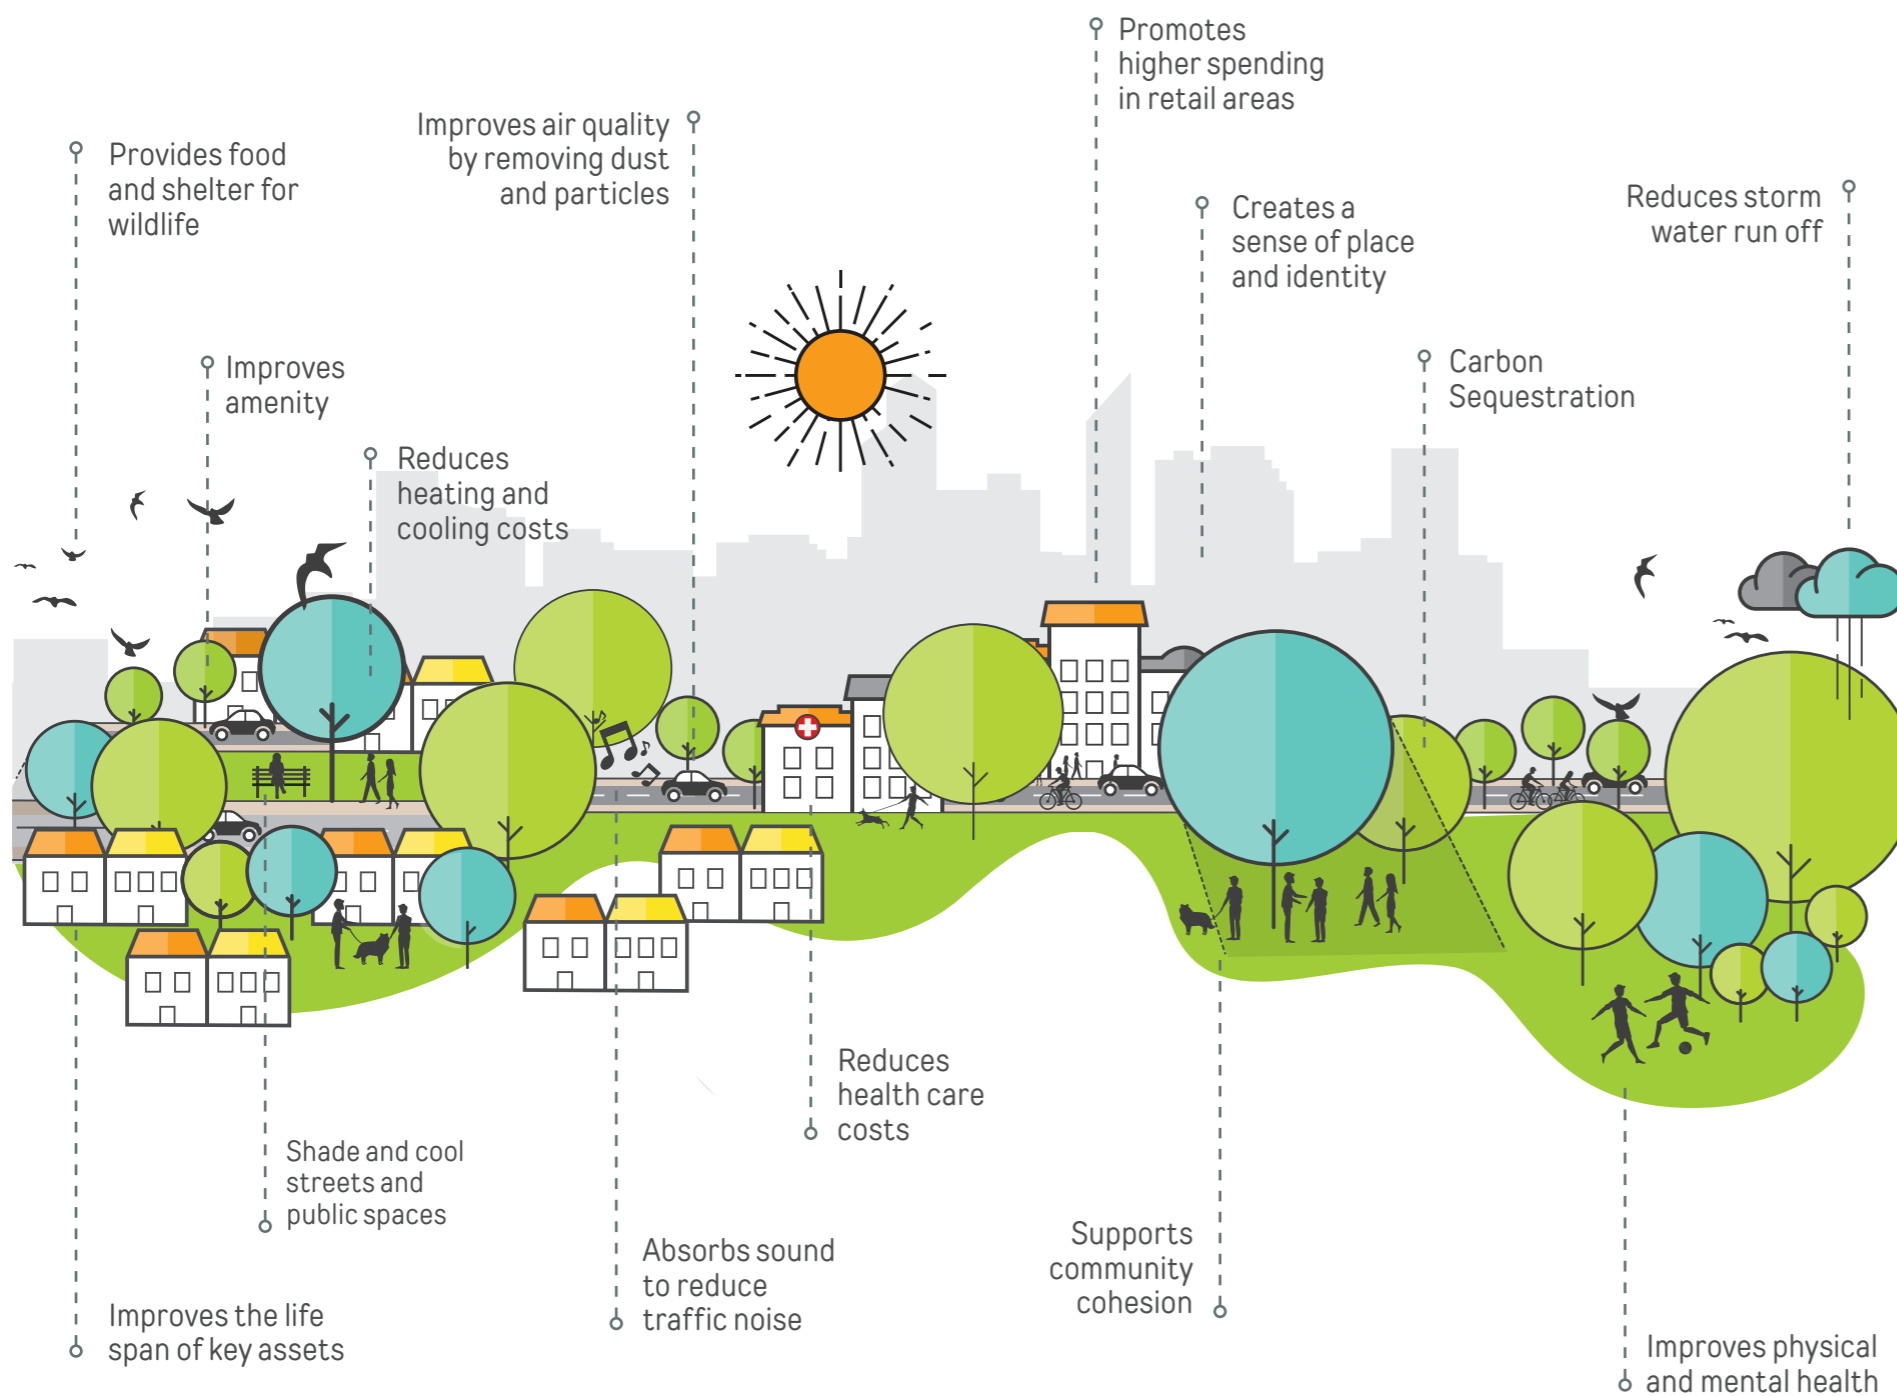 Promotes
higher spending
in retail areas
Improves air quality
by removing dust
and particles
Provides food
and shelter for
wildlife
Reduces storm
water run off
Creates a
sense of place
and identity
Improves
amenity
Carbon
Sequestration
Reduces
heating and
cooling costs
Reduces
health care
costs
Shade and cool
streets and
public spaces
Supports
community
cohesion
Absorbs sound
to reduce
traffic noise
Improves the life
span of key assets
Improves physical
and mental health